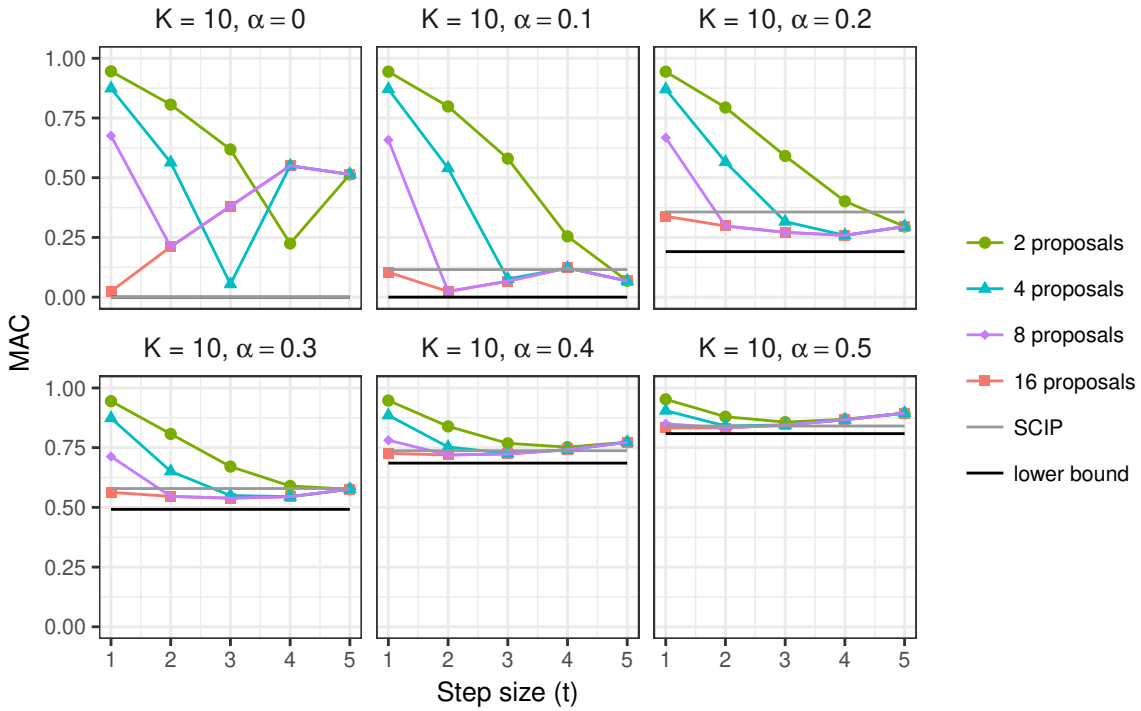 K = 10, α = 0
K = 10, α = 0.1
K = 10, α = 0.2
1.00
0.75
0.50
0.25
0.00
K = 10, α = 0.3
K = 10, α = 0.4
K = 10, α = 0.5
1.00
0.75
0.50
0.25
0.00
MAC
1 2 3 4 5
1 2 3 4 5
1 2 3 4 5
Step size (t)
2 proposals
4 proposals
8 proposals
16 proposals
SCIP
lower bound